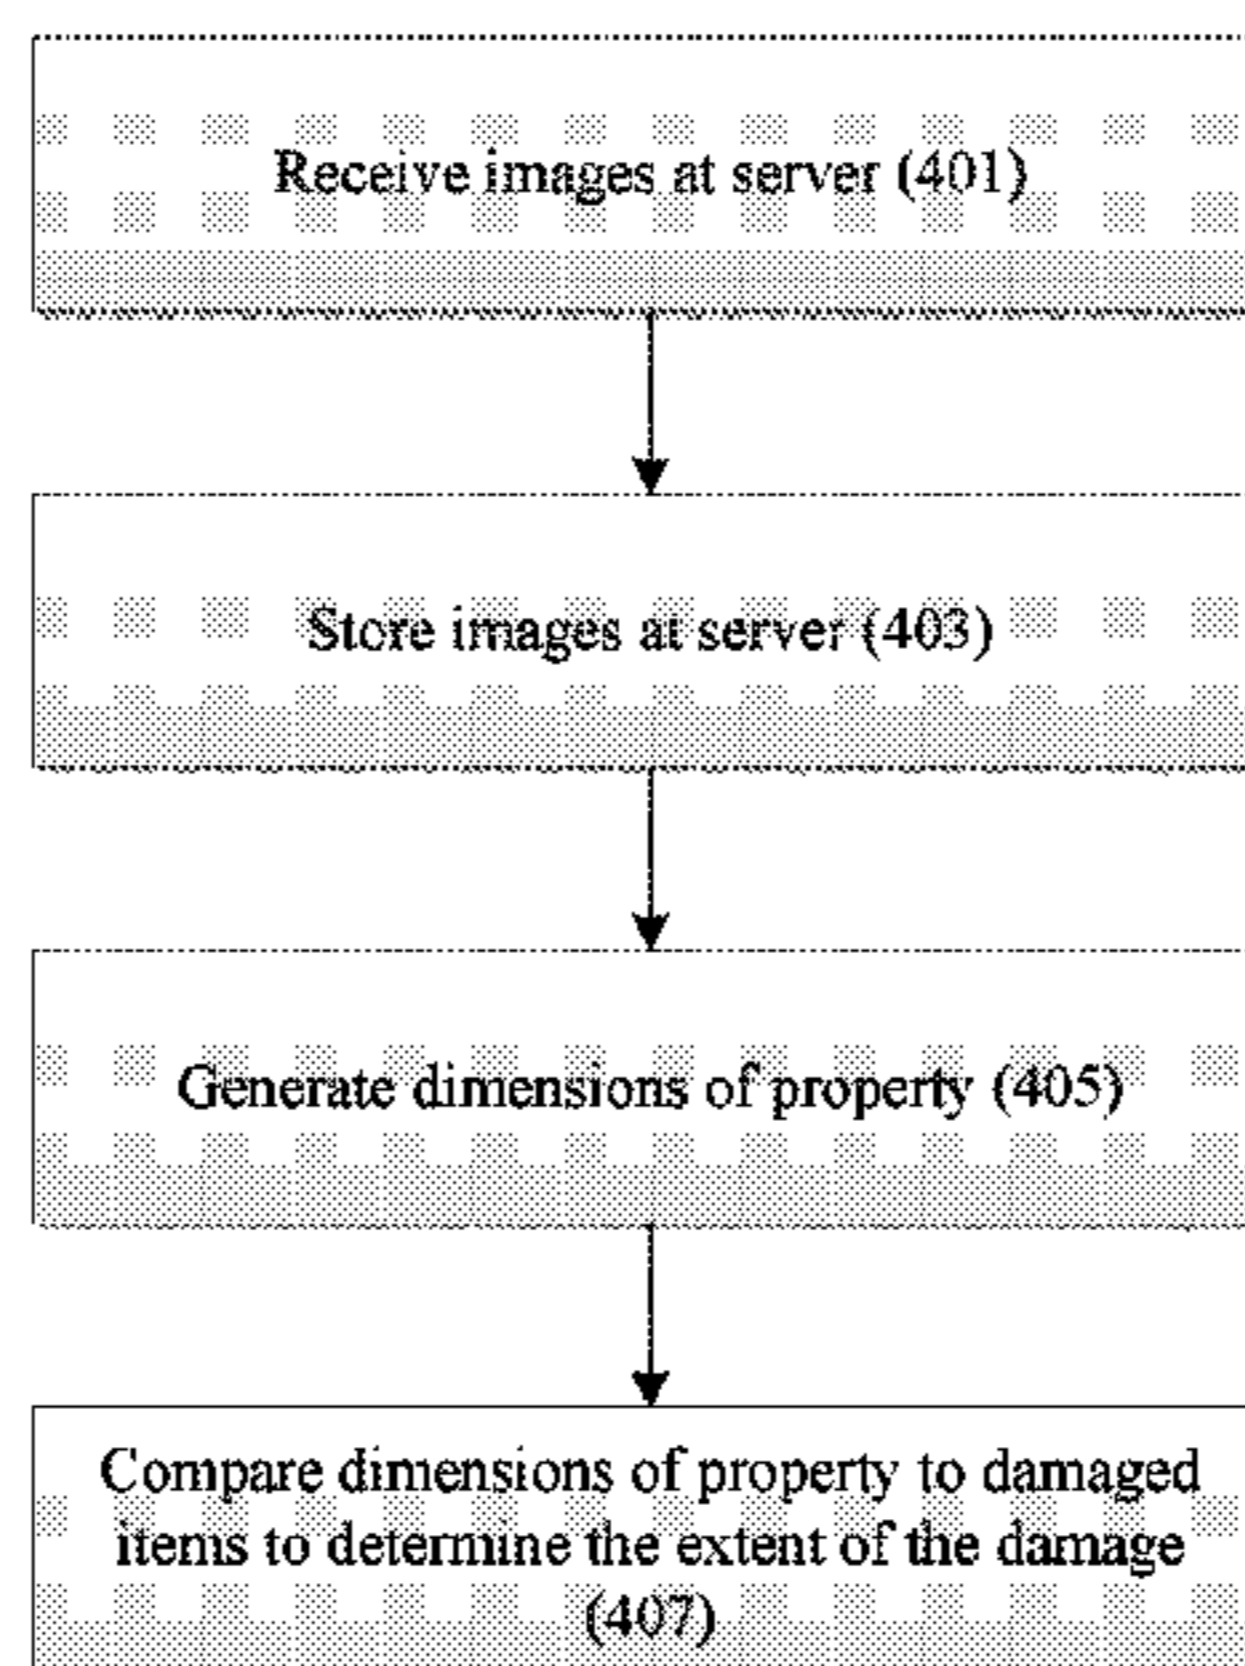 Receive images at server (401)
Store images at server (403)
Generate dimensions of property (405)
Compare dimensions of property to damaged
items to determine the extent of the damage
(407)